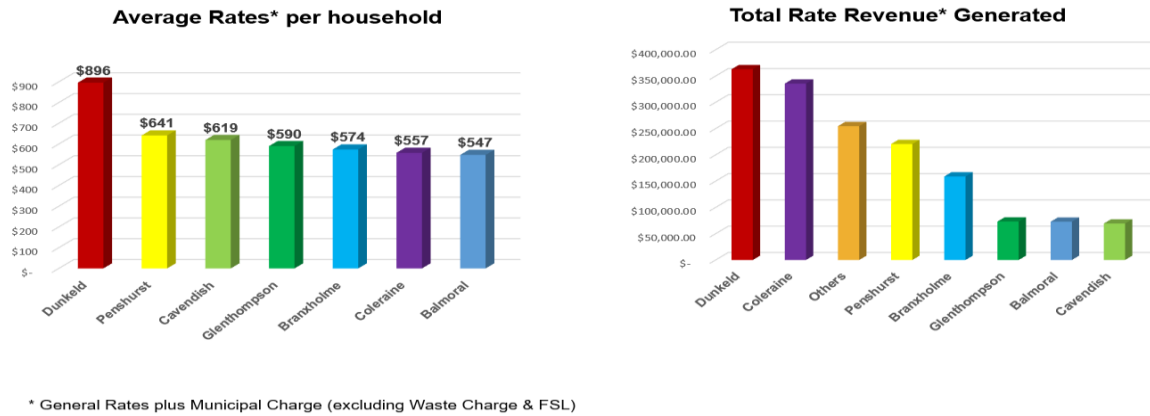 Average Rates* per household
$900
$800
$700
$600
$500
$400
$300
$200
$100
$-
$896
$641
$619
$590
$574
$557
$547
Dunkeld
Penshurst
Cavendish
Glenthompson
Branxholme
Coleraine
Balmoral
Total Rate Revenue* Generated
$400,000.00
$350,000.00
$300,000.00
$250,000.00
$200,000.00
$150,000.00
$100,000.00
$50,000.00
$-
Dunkeld
Coleraine
Others
Penshurst
Branxholme
Glenthompson
Balmoral
Cavendish
* General Rates plus Municipal Charge (excluding Waste Charge & FSL)